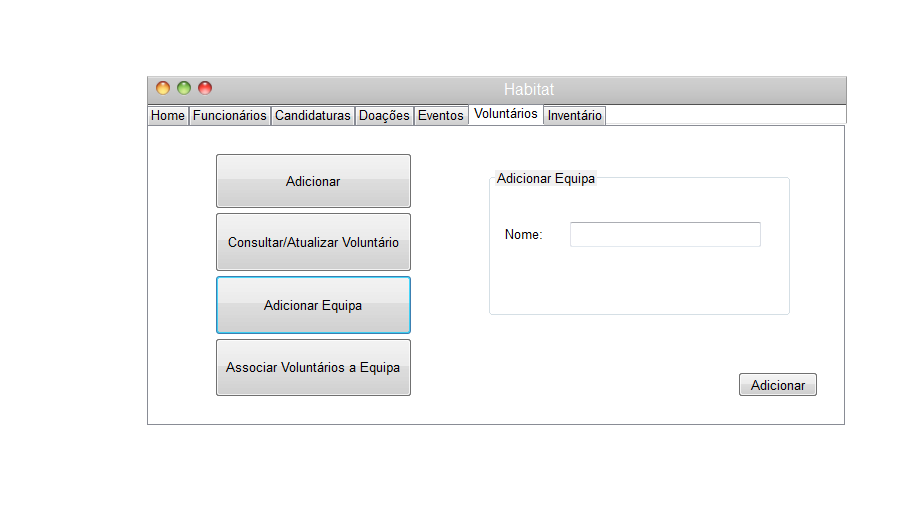 Habitat
Home Funcionários Candidaturas Doações Eventos Voluntários Inventário
Adicionar
Consultar/Atualizar Voluntário
Adicionar Equipa
Associar Voluntários a Equipa
Adicionar Equipa
Nome:
Adicionar